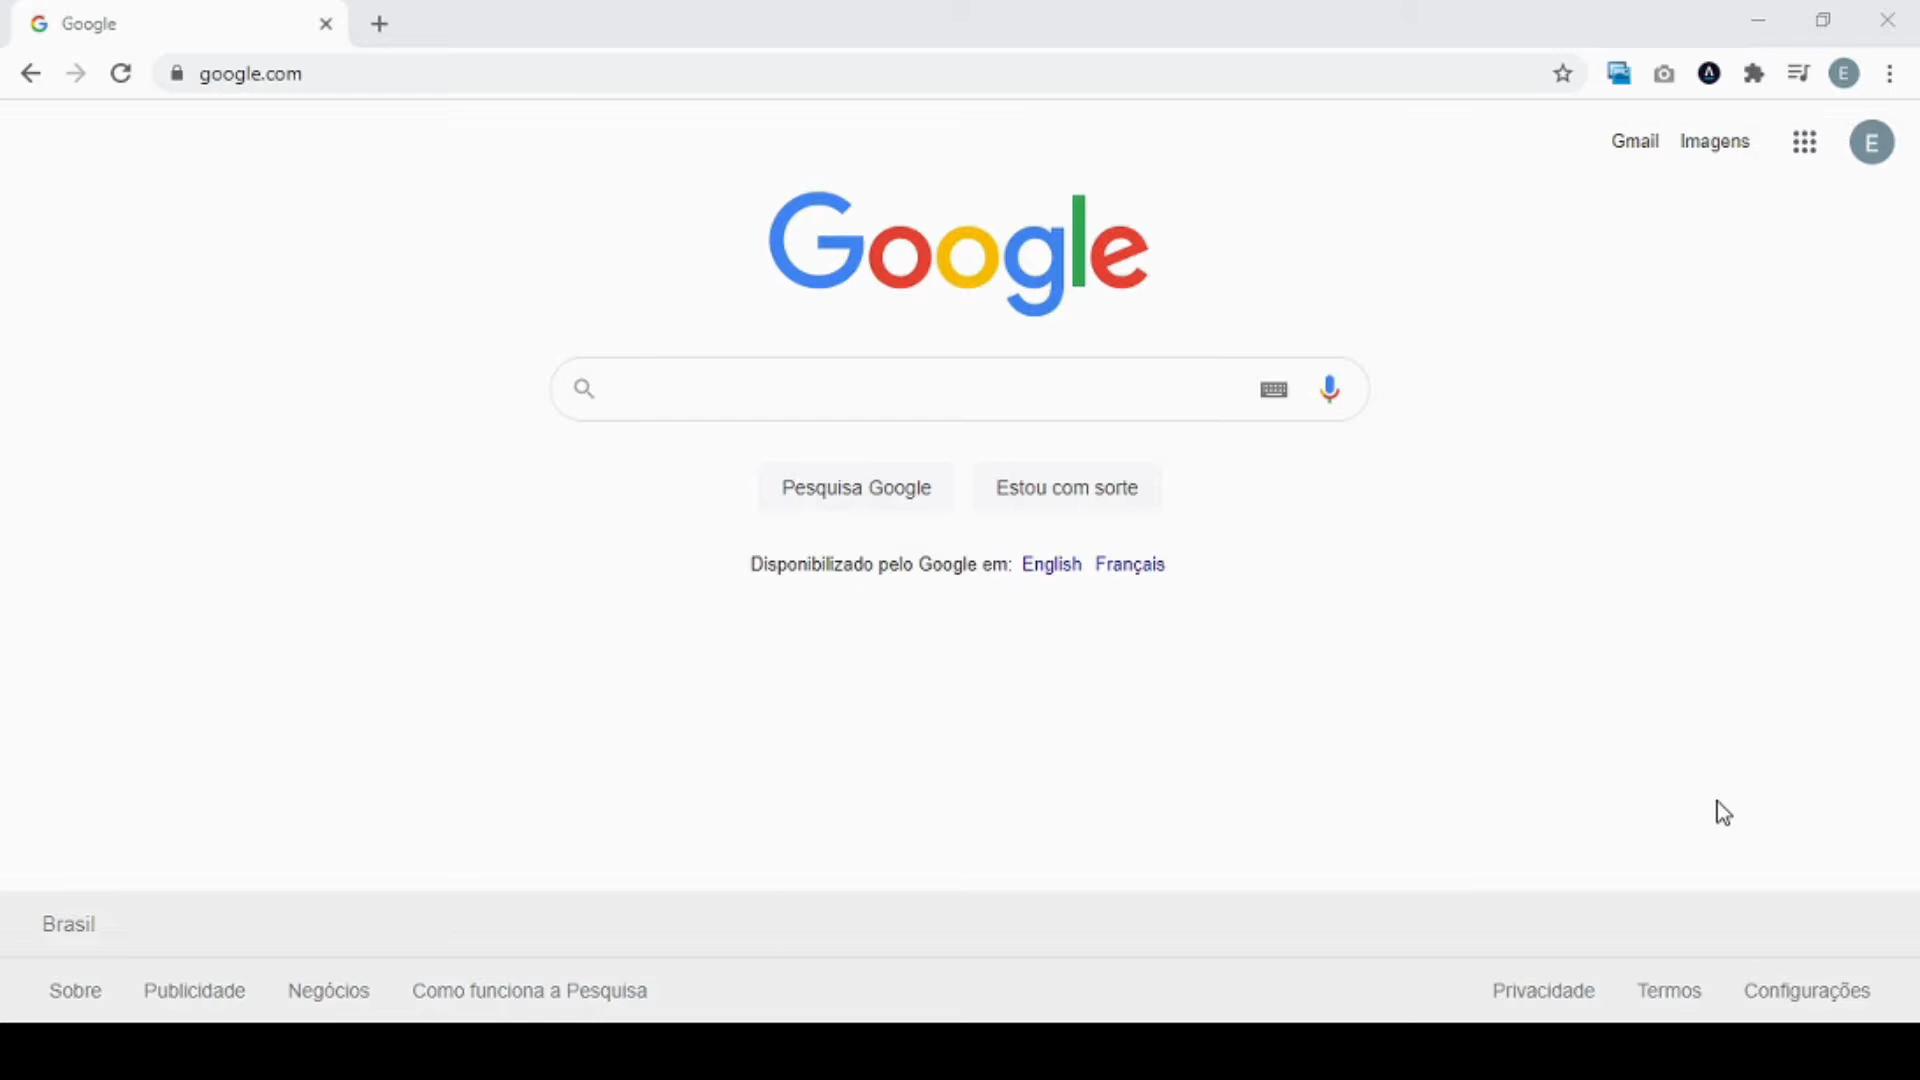 Google
google.com
E
Gmail Imagens
E
Google
Pesquisa Google Estou com sorte
Disponibilizado pelo Google em: English Français
Brasil
Sobre Publicidade Negócios Como funciona a Pesquisa Privacidade Termos Configurações